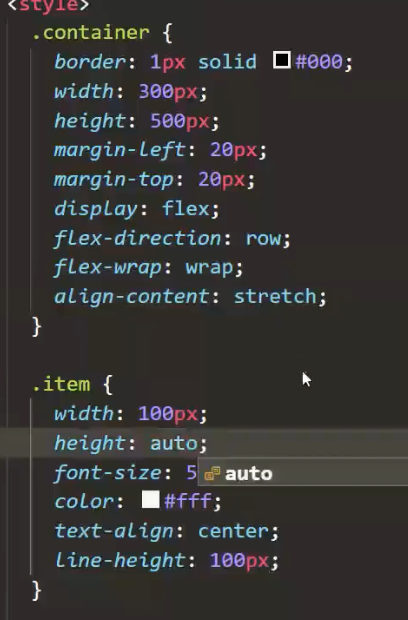 <style>
.container {
border: 1px solid #000;
width: 300px;
height: 500px;
margin-left: 20px;
margin-top: 20px;
display: flex;
flex-direction: row;
flex-wrap: wrap;
align-content: stretch;
}
.item {
width: 100px;
height: auto;
font-size: 5
auto
color: #fff;
text-align: center;
line-height: 100px;
}